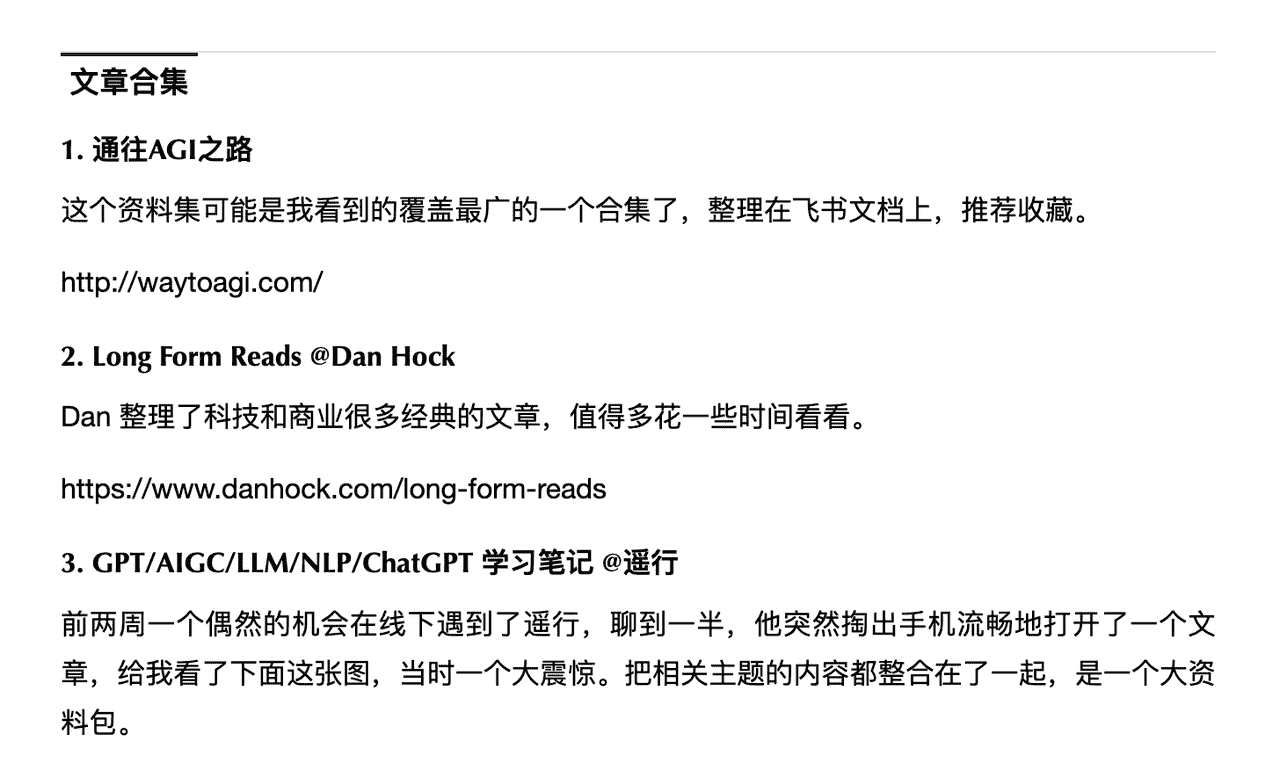 文章合集
1. 通往AGI之路
这个资料集可能是我看到的覆盖最广的一个合集了，整理在飞书文档上，推荐收藏。
http://waytoagi.com/
2. Long Form Reads @Dan Hock
Dan 整理了科技和商业很多经典的文章，值得多花一些时间看看。
https://www.danhock.com/long-form-reads
3. GPT/AIGC/LLM/NLP/ChatGPT 学习笔记 @遥行
前两周一个偶然的机会在线下遇到了遥行，聊到一半，他突然掏出手机流畅地打开了一个文
章，给我看了下面这张图，当时一个大震惊。把相关主题的内容都整合在了一起，是一个大资
料包。